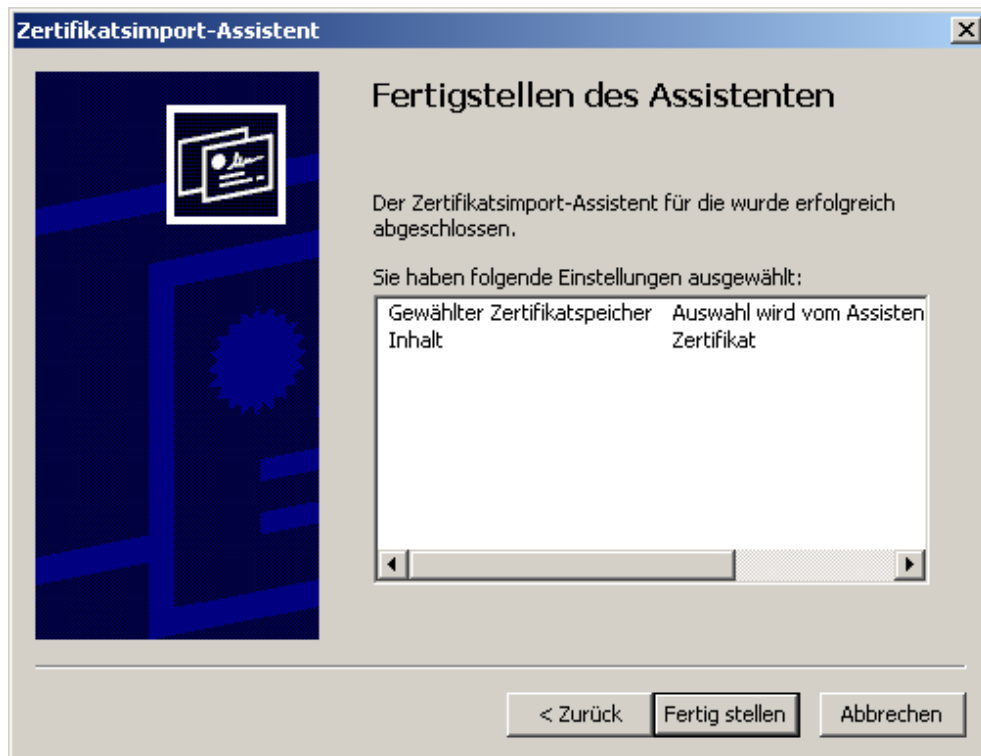 Zertifikatsimport-Assistent
Fertigstellen des Assistenten
Der Zertifikatsimport-Assistent für die wurde erfolgreich
abgeschlossen.
Sie haben folgende Einstellungen ausgewählt:
Gewählter Zertifikatspeicher Auswahl wird vom Assisten
Inhalt Zertifikat
< Zurück Fertig stellen Abbrechen